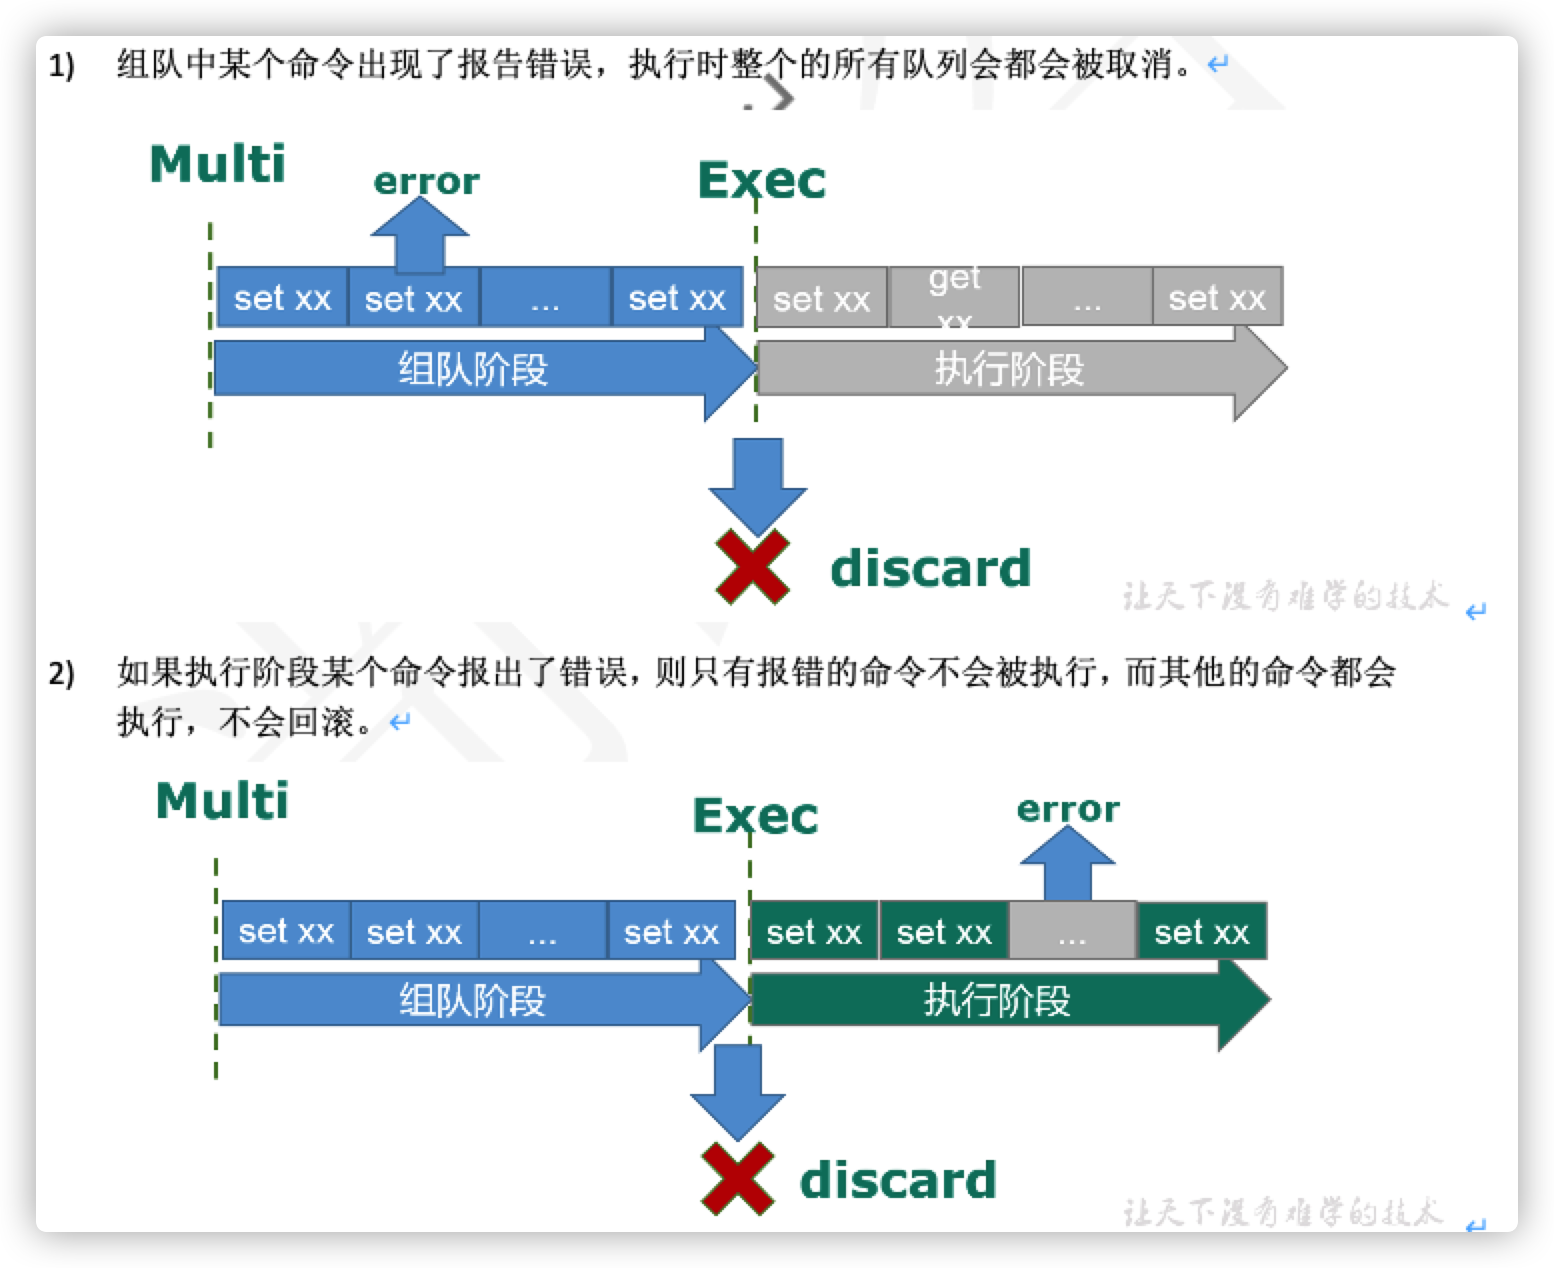 1) 组队中某个命令出现了报告错误，执行时整个的所有队列会都会被取消。
Multi
error
Exec
set xx set xx ... set xx set xx get xx ... set xx
组队阶段 执行阶段
discard
让天下没有难学的技术
2) 如果执行阶段某个命令报出了错误，则只有报错的命令不会被执行，而其他的命令都会
执行，不会回滚。
Multi
Exec
error
set xx set xx ... set xx set xx set xx ... set xx
组队阶段 执行阶段
discard
让天下没有难学的技术